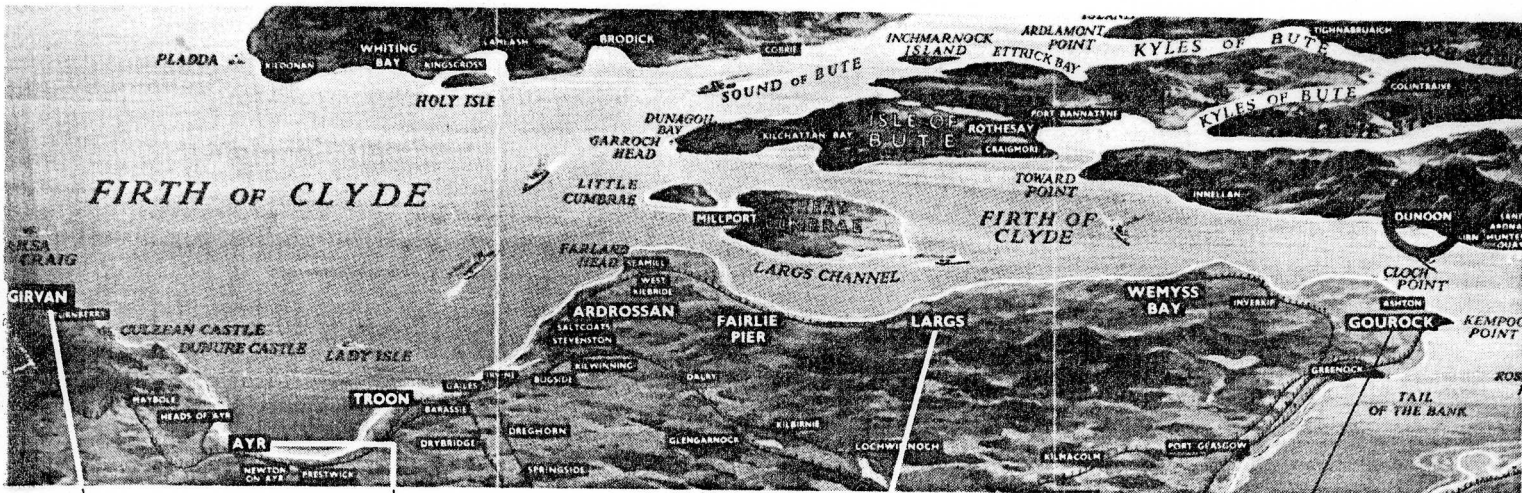 ISLAND
PLADDA
KILDONAN
WHITING
BAY
KINGSCROSS
LAMLASH
BRODICK
CORRIE
INCHMARNOCK
ISLAND
ETTRICK BAY
ARDLAMONT
POINT
KYLES OF BUTE
TIGHNABRUAICH
HOLY ISLE
SOUND OF BUTE
KYLES OF BUTE
COLINTRAIVE
DUNAGOIL
BAY
GARROCH
HEAD
KILCHATTAN BAY
ISLE OF
BUTE
PORT BANNATYNE
ROTHESAY
CRAIGMORE
TOWARD
POINT
INNELLAN
FIRTH OF CLYDE
LITTLE
CUMBRAE
MILLPORT
FIRTH OF
CLYDE
DUNOON
AILSA
CRAIG
FARLAND
HEAD
SEAMILL
WEST
KILBRIDE
LARGS CHANNEL
CLOCH
POINT
GIRVAN
TURNBERRY
CULZEAN CASTLE
DUNURE CASTLE
LADY ISLE
ARDROSSAN
SALTCOATS
STEVENSTON
FAIRLIE
PIER
LARGS
WEMYSS
BAY
INVERKIP
ASHTON
GOUROCK
POINT
MAYBOLE
HEADS OF AYR
TROON
GAILES
IRVINE
BOGSIDE
KILWINNING
DALRY
GREENOCK
BARASSIE
TAIL
OF THE BANK
AYR
DRYBRIDGE
DREGHORN
GLENGARNOCK
KILBIRNIE
LOCHWINNOCH
KILMACOLM
PORT GLASGOW
NEWTON
ON AYR
PRESTWICK
SPRINGSIDE